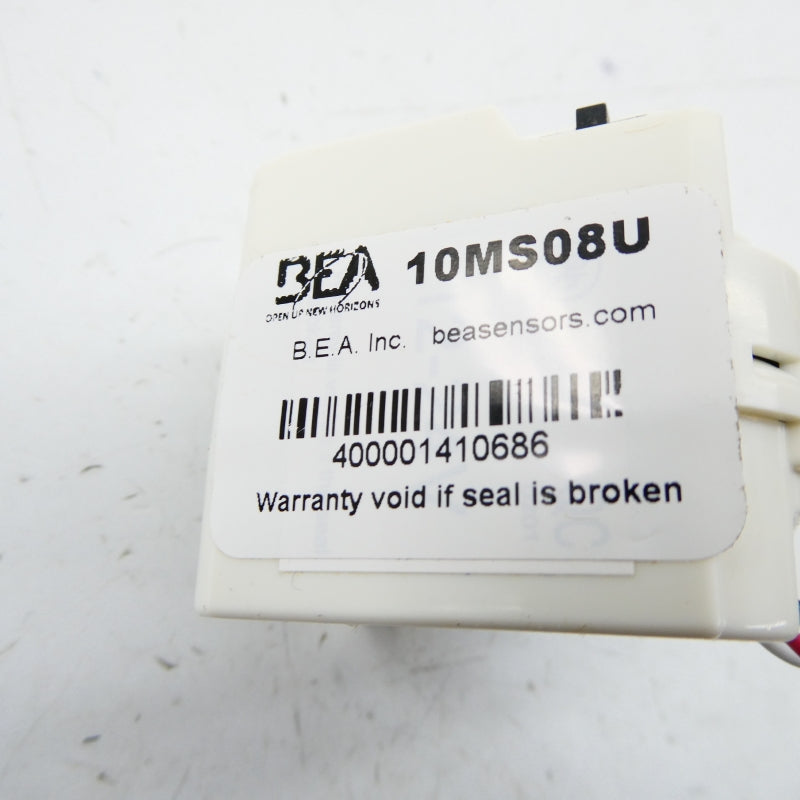 BEA 10MS08U
OPEN UP NEW HORIZONS
B.E.A. Inc. beasensors.com
400001410686
Warranty void if seal is broken